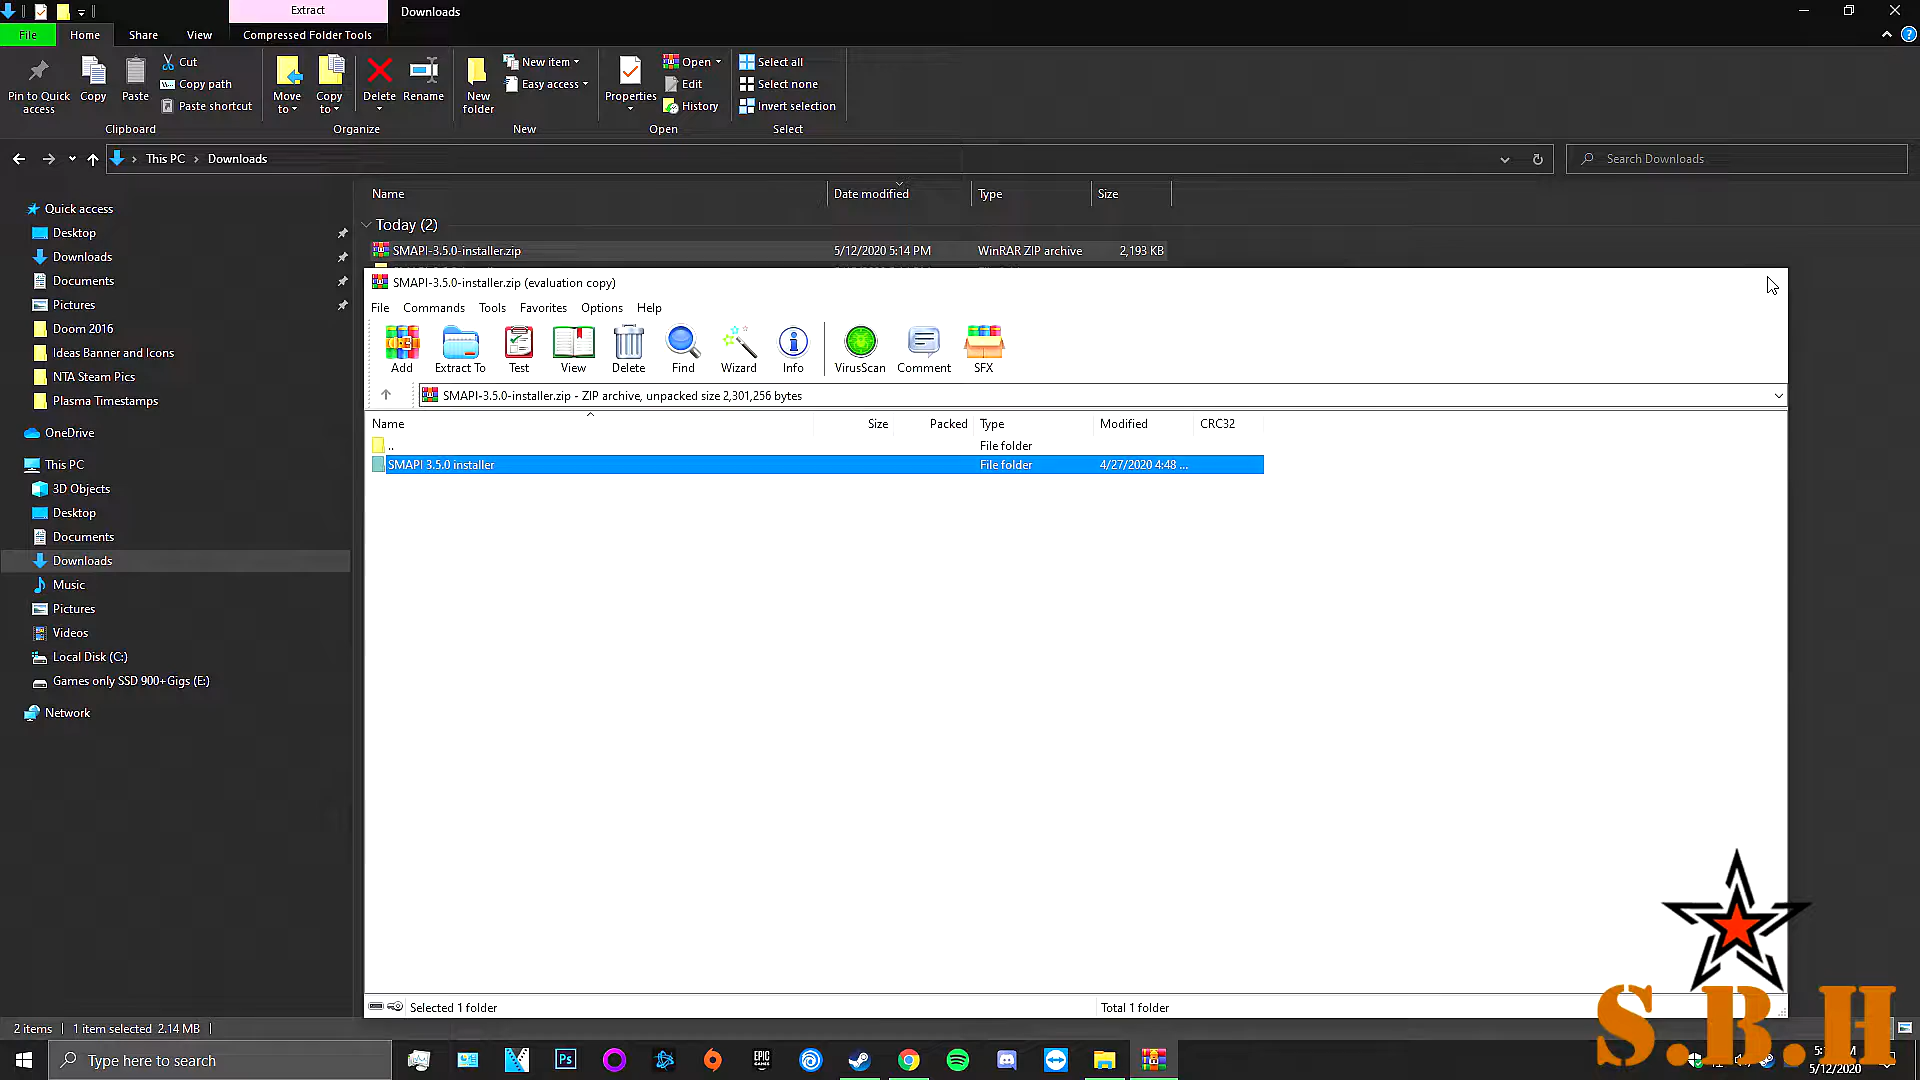 Extract
Downloads
File
Home
Share
View
Compressed Folder Tools
Pin to Quick access
Copy
Paste
Cut
Copy path
Paste shortcut
Clipboard
Move to
Copy to
Delete
Rename
Organize
New folder
New item
Easy access
New
Properties
Open
Edit
History
Open
Select all
Select none
Invert selection
Select
This PC
Downloads
Search Downloads
Name
Date modified
Type
Size
Today (2)
SMAPI-3.5.0-installer.zip
5/12/2020 5:14 PM
WinRAR ZIP archive
2,193 KB
Quick access
Desktop
Downloads
Documents
Pictures
Doom 2016
Ideas Banner and Icons
NTA Steam Pics
Plasma Timestamps
OneDrive
This PC
3D Objects
Desktop
Documents
Downloads
Music
Pictures
Videos
Local Disk (C:)
Games only SSD 900+Gigs (E:)
Network
SMAPI-3.5.0-installer.zip (evaluation copy)
File
Commands
Tools
Favorites
Options
Help
Add
Extract To
Test
View
Delete
Find
Wizard
Info
VirusScan
Comment
SFX
SMAPI-3.5.0-installer.zip - ZIP archive, unpacked size 2,301,256 bytes
Name
Size
Packed
Type
Modified
CRC32
..
File folder
SMAPI 3.5.0 installer
File folder
4/27/2020 4:48 ...
Selected 1 folder
Total 1 folder
2 items
1 item selected 2.14 MB
Type here to search
Ps
EPIC GAMES
S.B.H
5/12/2020